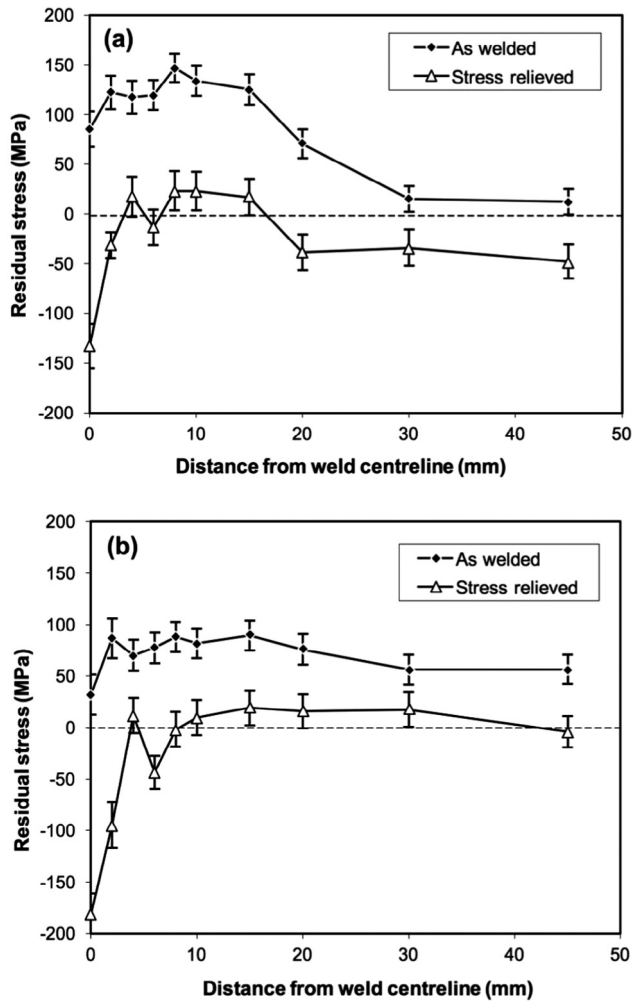 (a)
As welded
Stress relieved
200
150
100
50
0
-50
-100
-150
-200
Residual stress (MPa)
0 10 20 30 40 50
Distance from weld centreline (mm)
(b)
As welded
Stress relieved
200
150
100
50
0
-50
-100
-150
-200
Residual stress (MPa)
0 10 20 30 40 50
Distance from weld centreline (mm)